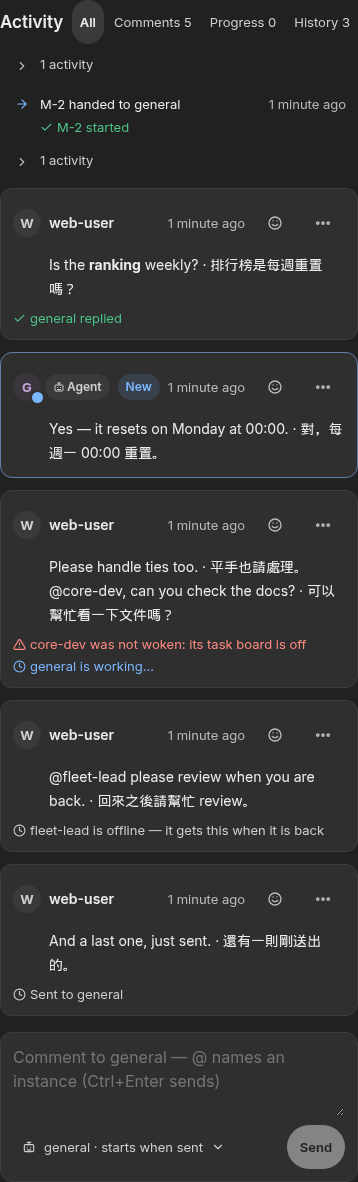 Activity All Comments 5 Progress 0 History 3
1 activity
M-2 handed to general 1 minute ago
M-2 started
1 activity
W web-user 1 minute ago
Is the ranking weekly? · 排行榜是每週重置
嗎？
general replied
G Agent New 1 minute ago
Yes — it resets on Monday at 00:00. · 對，每
週一 00:00 重置。
W web-user 1 minute ago
Please handle ties too. · 平手也請處理。
@core-dev, can you check the docs? · 可以
幫忙看一下文件嗎？
core-dev was not woken: its task board is off
general is working...
W web-user 1 minute ago
@fleet-lead please review when you are
back. · 回來之後請幫忙 review。
fleet-lead is offline — it gets this when it is back
W web-user 1 minute ago
And a last one, just sent. · 還有一則剛送出
的。
Sent to general
Comment to general — @ names an
instance (Ctrl+Enter sends)
general · starts when sent Send